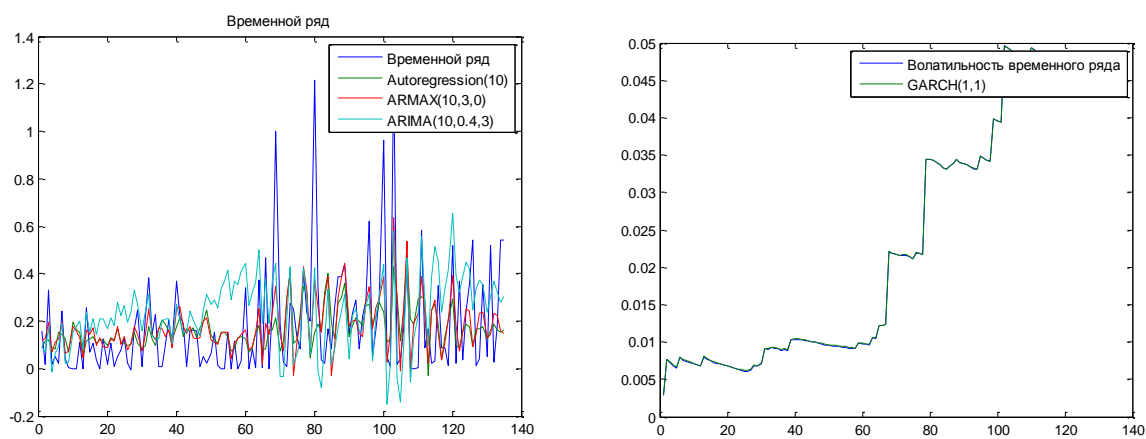 Временной ряд
1.4
1.2
1
0.8
0.6
0.4
0.2
0
-0.2
0 20 40 60 80 100 120 140
Временной ряд
Autoregression(10)
ARMAX(10,3,0)
ARIMA(10,0.4,3)
0.05
0.045
0.04
0.035
0.03
0.025
0.02
0.015
0.01
0.005
0
0 20 40 60 80 100 120 140
Волатильность временного ряда
GARCH(1,1)